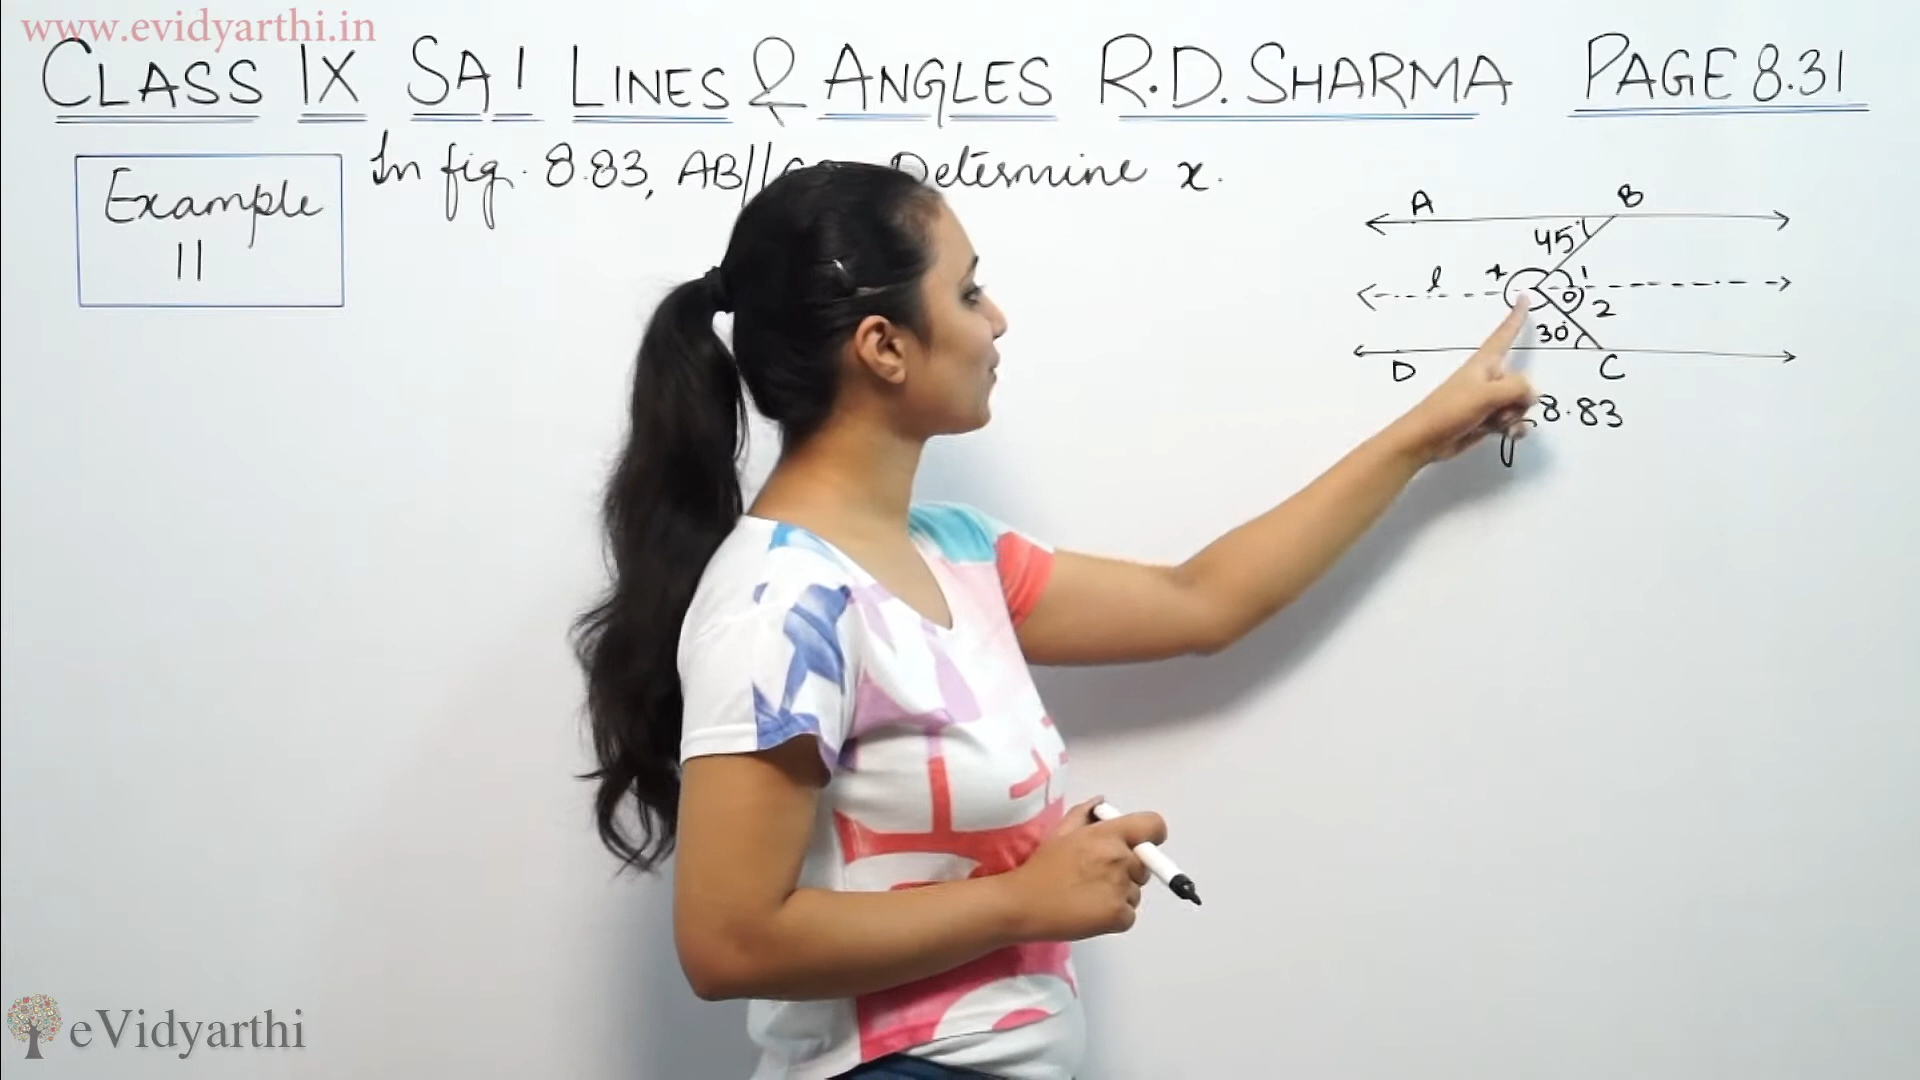 www.evidyarthi.in
CLASS IX SA 1 LINES & ANGLES R.D. SHARMA PAGE 8.31
Example
11
In fig. 8.83, AB|| Determine x.
A B
45°
l x 1
O 2
30°
D C
8.83
eVidyarthi